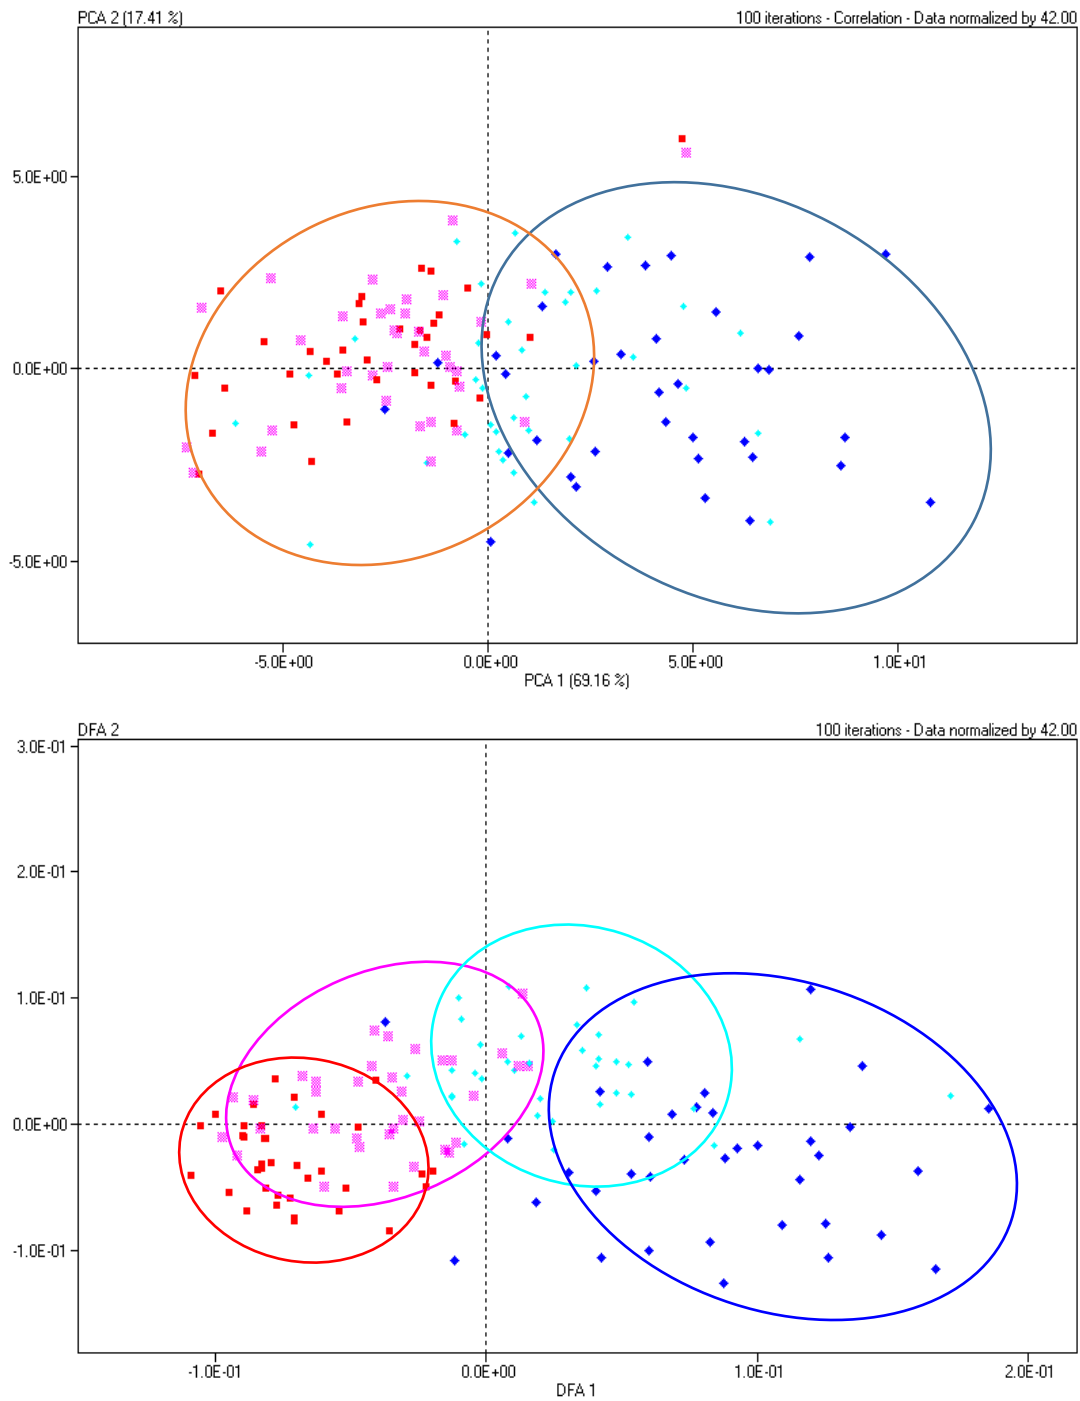 PCA 2 (17.41 %)
100 iterstions - Correlation - Data normalized by 42.00
5.0E+00
0.0E+00
-5.0E+00
-5.0E+00
0.0E+00
5.0E+00
1.0E+01
PCA 1 (69.16 %)
DFA 2
100 iterstions - Data normalized by 42.00
3.0E-01
2.0E-01
1.0E-01
0.0E+00
-1.0E-01
-1.0E-01
0.0E+00
1.0E-01
2.0E-01
DFA 1